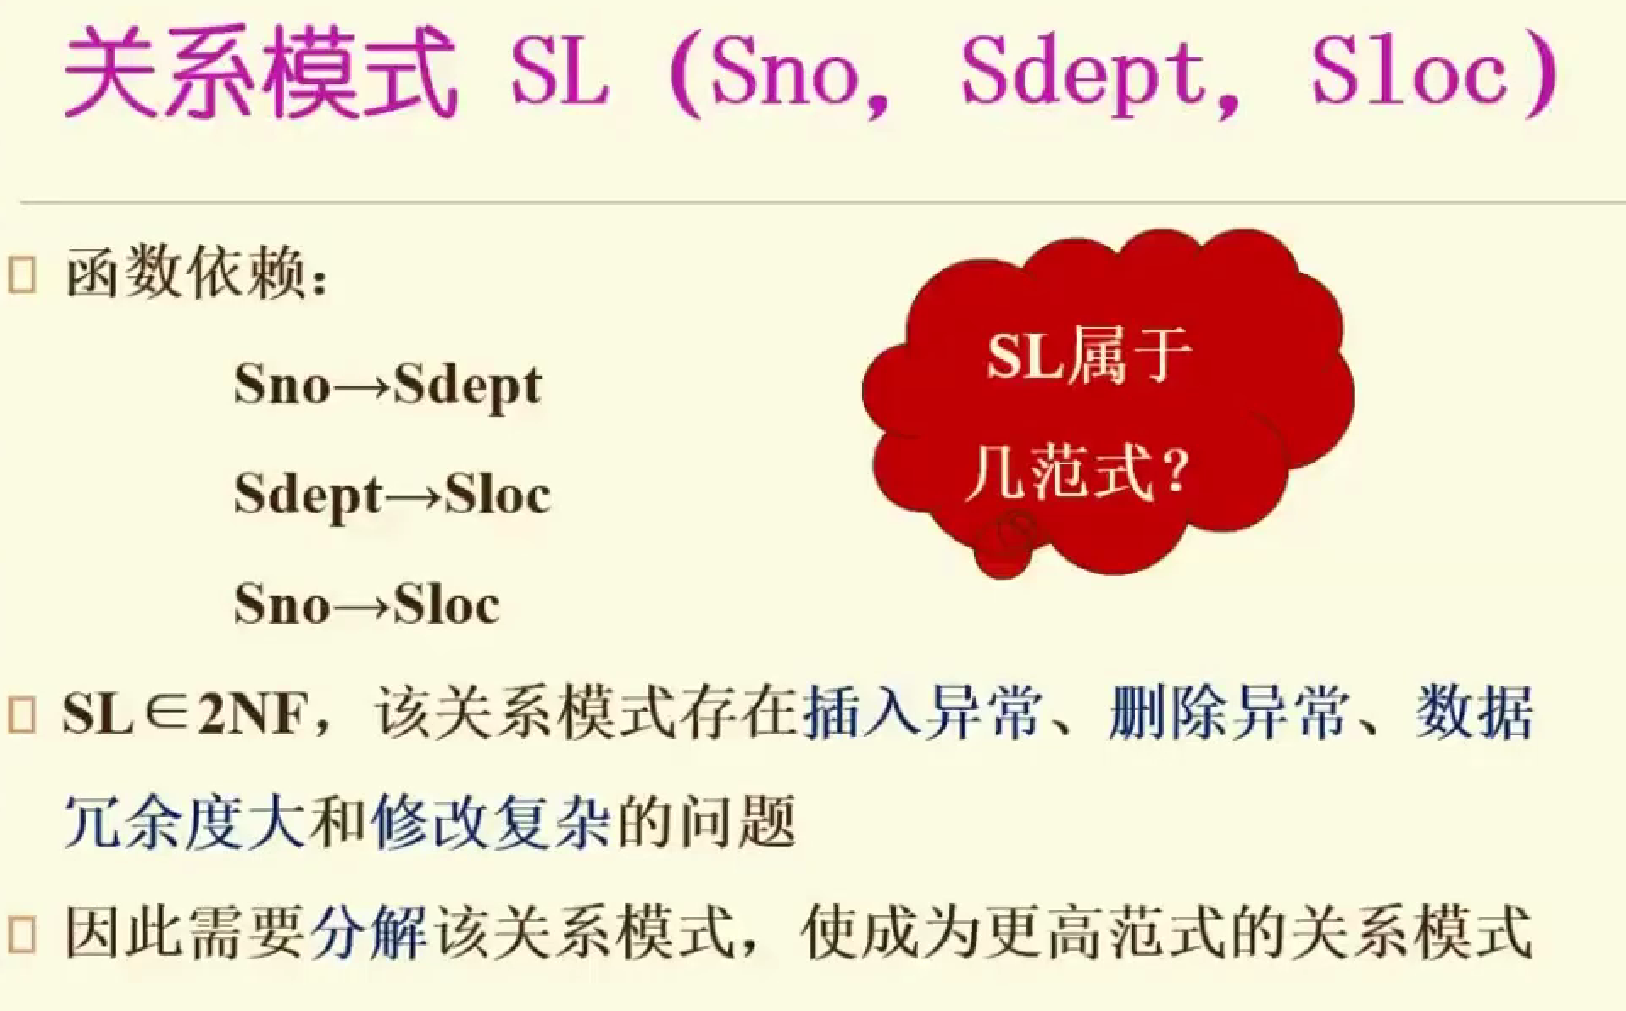 关系模式 SL (Sno, Sdept, Sloc)
函数依赖:
Sno→Sdept
Sdept→Sloc
Sno→Sloc
SL属于
几范式?
SL∈2NF, 该关系模式存在插入异常、删除异常、数据
冗余度大和修改复杂的问题
因此需要分解该关系模式, 使成为更高范式的关系模式